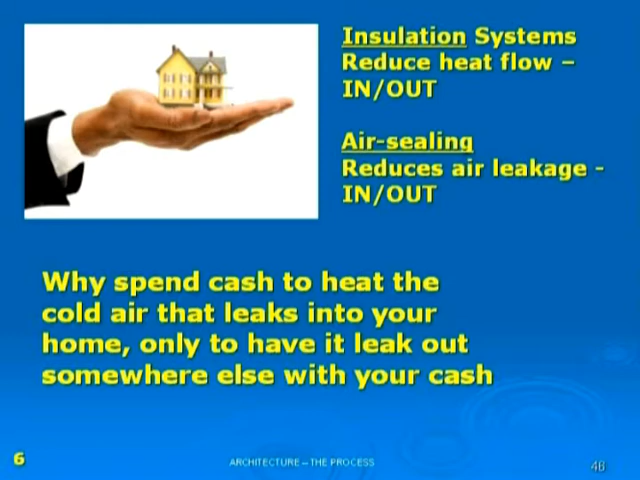 Insulation Systems
Reduce heat flow –
IN/OUT
Air-sealing
Reduces air leakage -
IN/OUT
Why spend cash to heat the
cold air that leaks into your
home, only to have it leak out
somewhere else with your cash
6
ARCHITECTURE – THE PROCESS
46